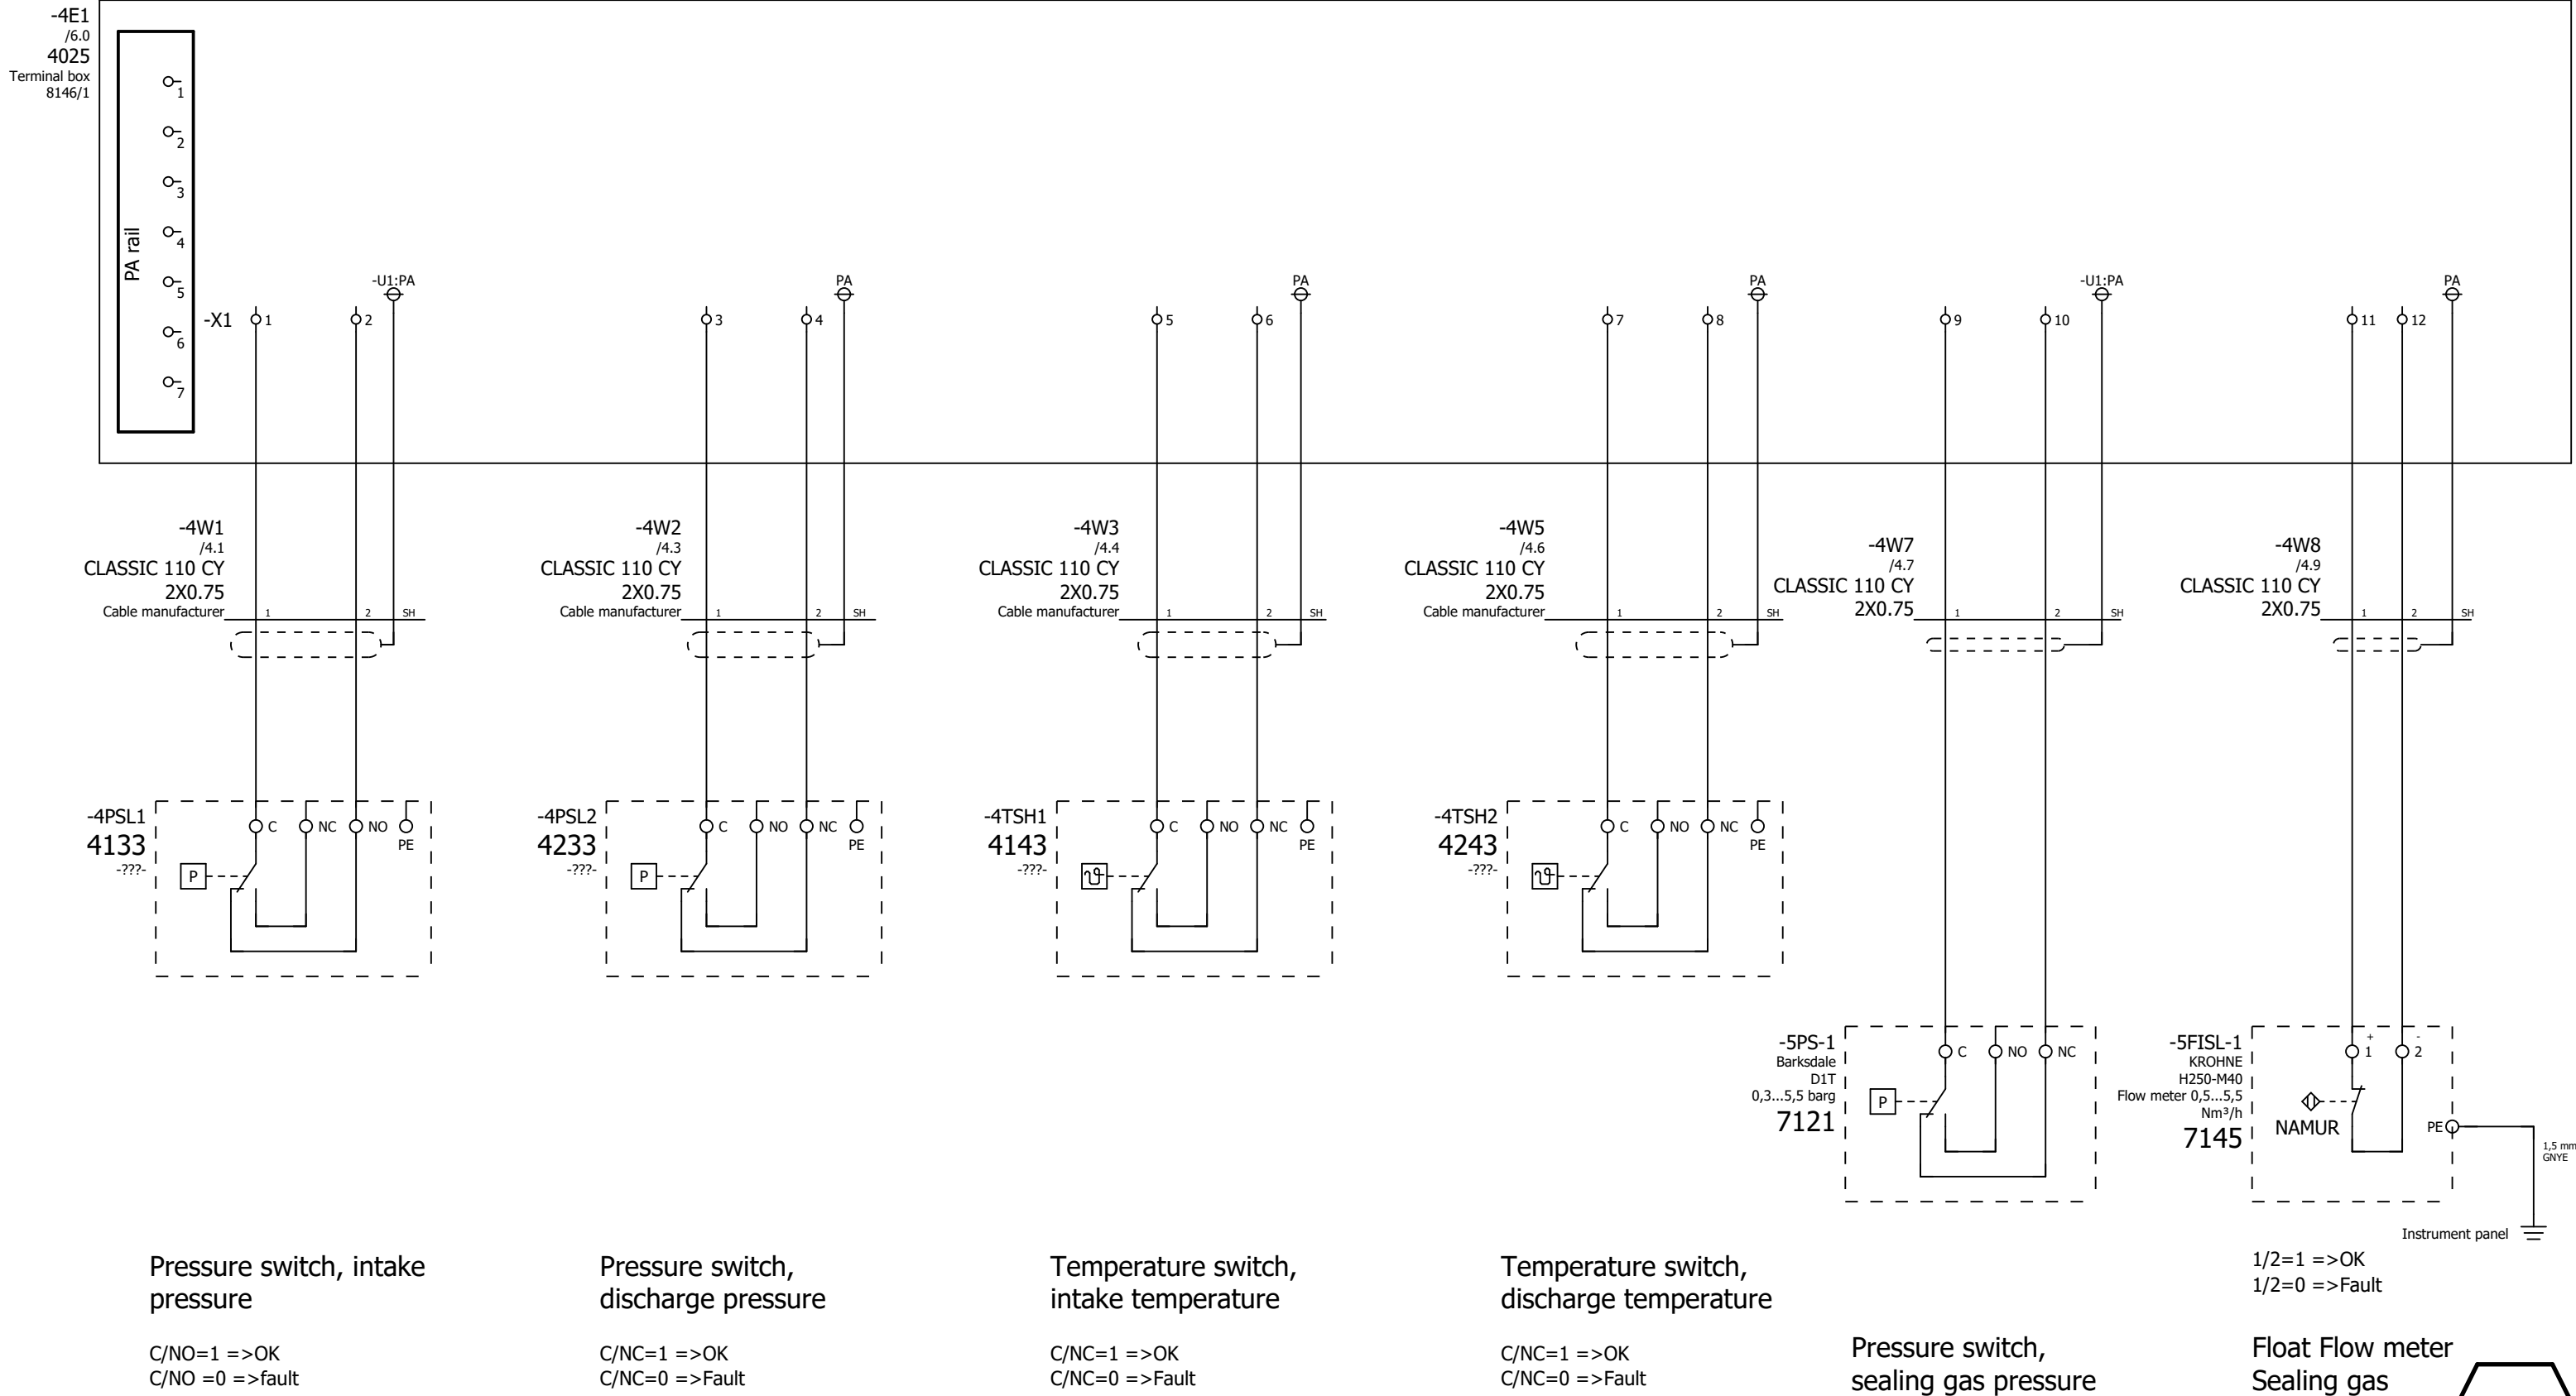 -4E1
/6.0
4025
Terminal box
8146/1
1
2
3
4
5
6
7
PA rail
-X1
1
2
-U1:PA
3
4
PA
5
6
PA
7
8
PA
9
10
-U1:PA
11
12
PA
-4W1
/4.1
CLASSIC 110 CY
2X0.75
Cable manufacturer
1
2
SH
-4W2
/4.3
CLASSIC 110 CY
2X0.75
Cable manufacturer
1
2
SH
-4W3
/4.4
CLASSIC 110 CY
2X0.75
Cable manufacturer
1
2
SH
-4W5
/4.6
CLASSIC 110 CY
2X0.75
Cable manufacturer
1
2
SH
-4W7
/4.7
CLASSIC 110 CY
2X0.75
1
2
SH
-4W8
/4.9
CLASSIC 110 CY
2X0.75
1
2
SH
-4PSL1
4133
-???-
P
C
NC
NO
PE
-4PSL2
4233
-???-
P
C
NO
NC
PE
-4TSH1
4143
-???-
ϑ
C
NO
NC
PE
-4TSH2
4243
-???-
ϑ
C
NO
NC
PE
-5PS-1
Barksdale
D1T
0,3...5,5 barg
7121
P
C
NO
NC
-5FISL-1
KROHNE
H250-M40
Flow meter 0,5...5,5
Nm³/h
7145
+
1
-
2
NAMUR
PE
1,5 mm
GNYE
Instrument panel
Pressure switch, intake
pressure
C/NO=1 =>OK
C/NO =0 =>fault
Pressure switch,
discharge pressure
C/NC=1 =>OK
C/NC=0 =>Fault
Temperature switch,
intake temperature
C/NC=1 =>OK
C/NC=0 =>Fault
Temperature switch,
discharge temperature
C/NC=1 =>OK
C/NC=0 =>Fault
Pressure switch,
sealing gas pressure
1/2=1 =>OK
1/2=0 =>Fault
Float Flow meter
Sealing gas